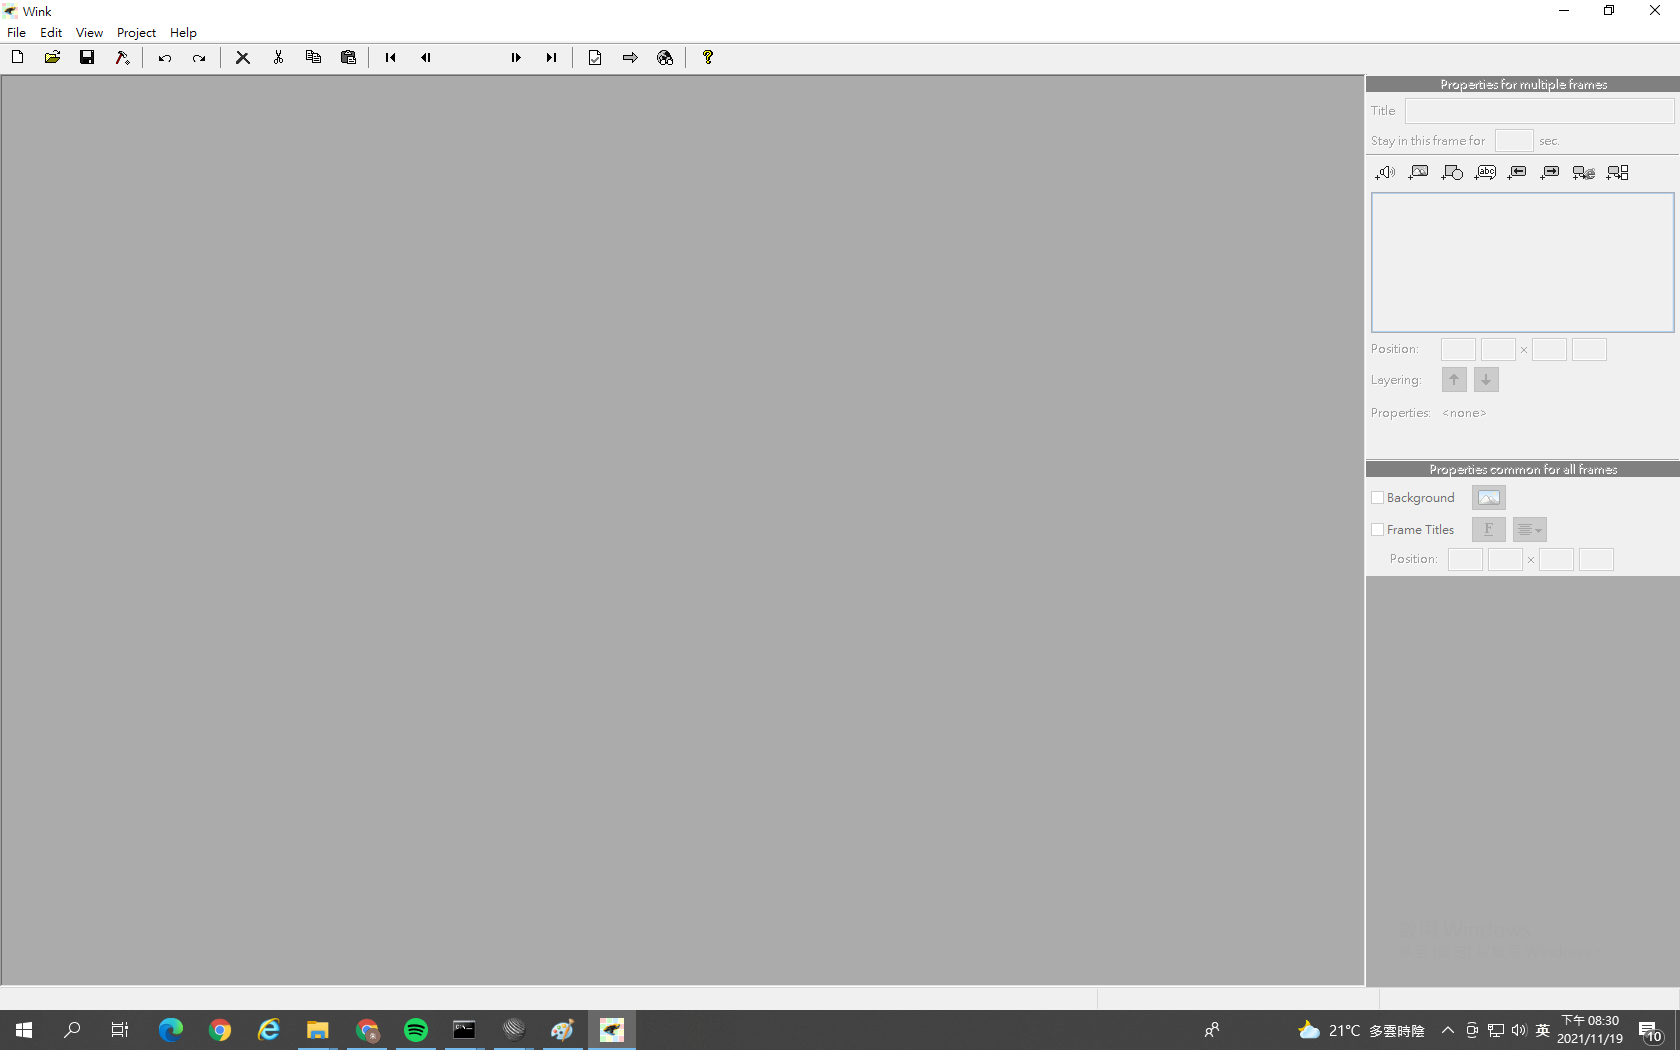 Wink
File Edit View Project Help
Properties for multiple frames
Title
Stay in this frame for sec.
abc
Position: ×
Layering:
Properties: <none>
Properties common for all frames
Background
Frame Titles F
Position: ×
21°C 多雲時陰 英 下午 08:30
2021/11/19 10